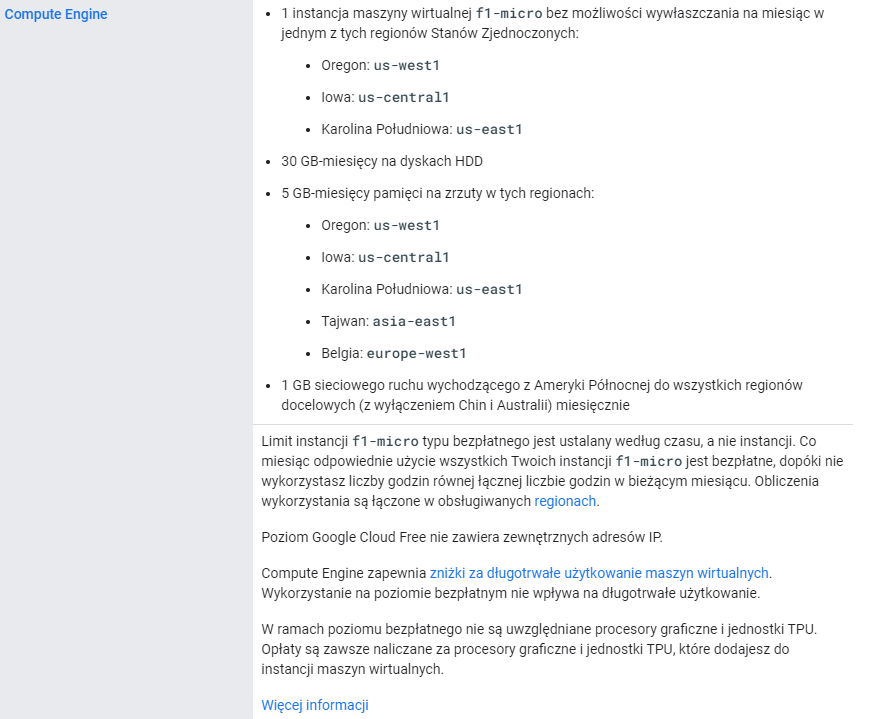 Compute Engine
1 instancja maszyny wirtualnej f1-micro bez możliwości wywłaszczania na miesiąc w
jednym z tych regionów Stanów Zjednoczonych:
Oregon: us-west1
Iowa: us-central1
Karolina Południowa: us-east1
30 GB-miesięcy na dyskach HDD
5 GB-miesięcy pamięci na zrzuty w tych regionach:
Oregon: us-west1
Iowa: us-central1
Karolina Południowa: us-east1
Tajwan: asia-east1
Belgia: europe-west1
1 GB sieciowego ruchu wychodzącego z Ameryki Północnej do wszystkich regionów
docelowych (z wyłączeniem Chin i Australii) miesięcznie
Limit instancji f1-micro typu bezpłatnego jest ustalany według czasu, a nie instancji. Co
miesiąc odpowiednie użycie wszystkich Twoich instancji f1-micro jest bezpłatne, dopóki nie
wykorzystasz liczby godzin równej łącznej liczbie godzin w bieżącym miesiącu. Obliczenia
wykorzystania są łączone w obsługiwanych regionach.
Poziom Google Cloud Free nie zawiera zewnętrznych adresów IP.
Compute Engine zapewnia zniżki za długotrwałe użytkowanie maszyn wirtualnych.
Wykorzystanie na poziomie bezpłatnym nie wpływa na długotrwałe użytkowanie.
W ramach poziomu bezpłatnego nie są uwzględniane procesory graficzne i jednostki TPU.
Opłaty są zawsze naliczane za procesory graficzne i jednostki TPU, które dodajesz do
instancji maszyn wirtualnych.
Więcej informacji